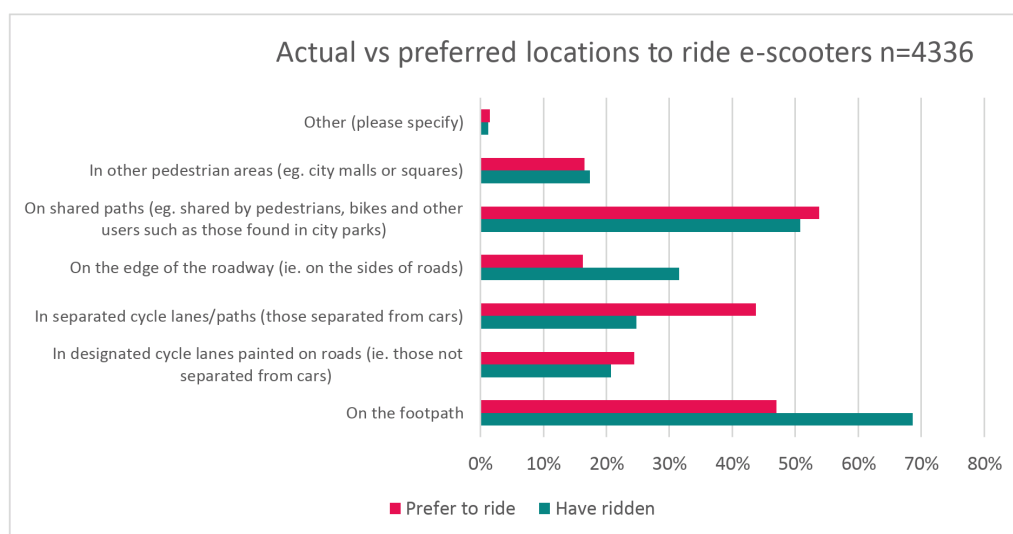 Actual vs preferred locations to ride e-scooters n=4336
Other (please specify)
In other pedestrian areas (eg. city malls or squares)
On shared paths (eg. shared by pedestrians, bikes and other
users such as those found in city parks)
On the edge of the roadway (ie. on the sides of roads)
In separated cycle lanes/paths (those separated from cars)
In designated cycle lanes painted on roads (ie. those not
separated from cars)
On the footpath
0% 10% 20% 30% 40% 50% 60% 70% 80%
Prefer to ride Have ridden